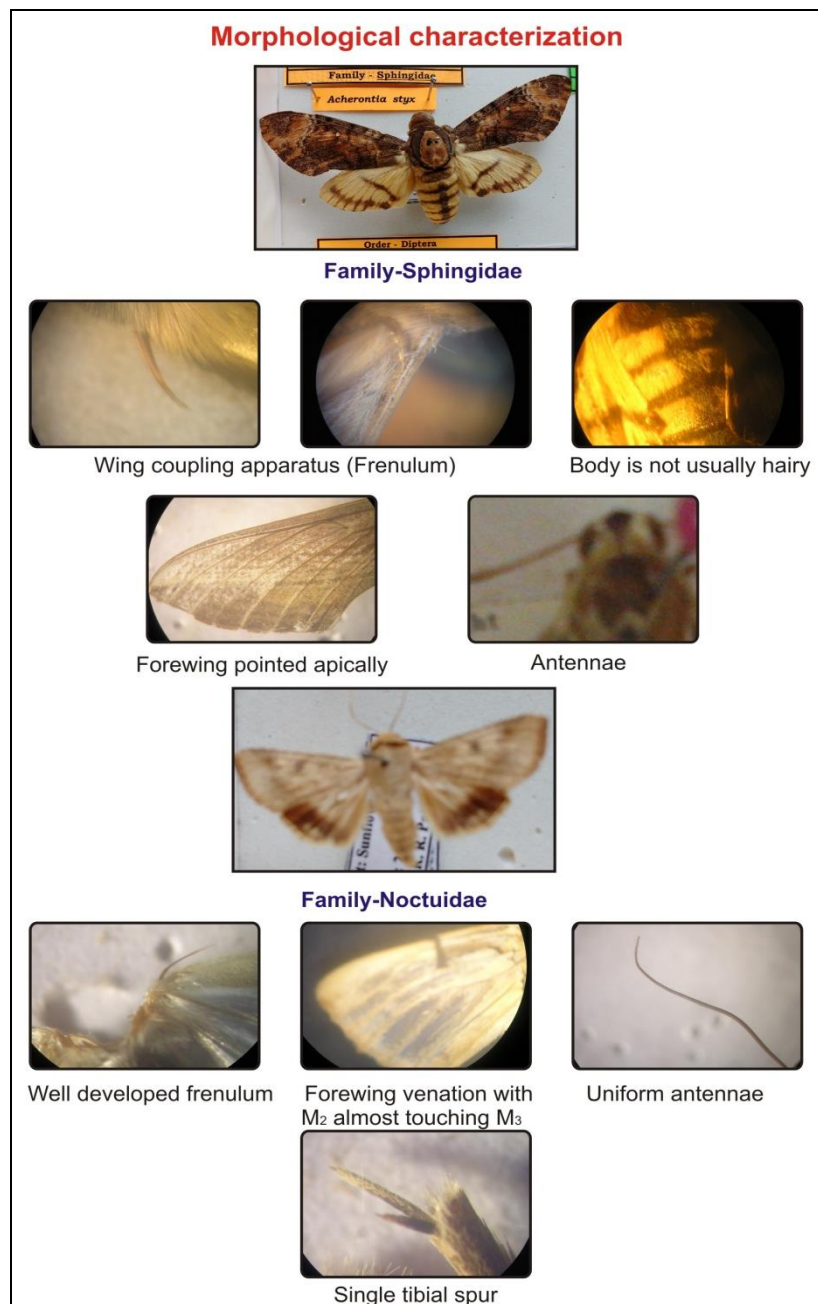 Morphological characterization
Family - Sphingidae
Acherontia styx
Order - Diptera
Family-Sphingidae
Wing coupling apparatus (Frenulum)
Body is not usually hairy
Forewing pointed apically
Antennae
t: Sunflo
R. P.
Family-Noctuidae
Well developed frenulum
Forewing venation with
M₂ almost touching M₃
Uniform antennae
Single tibial spur